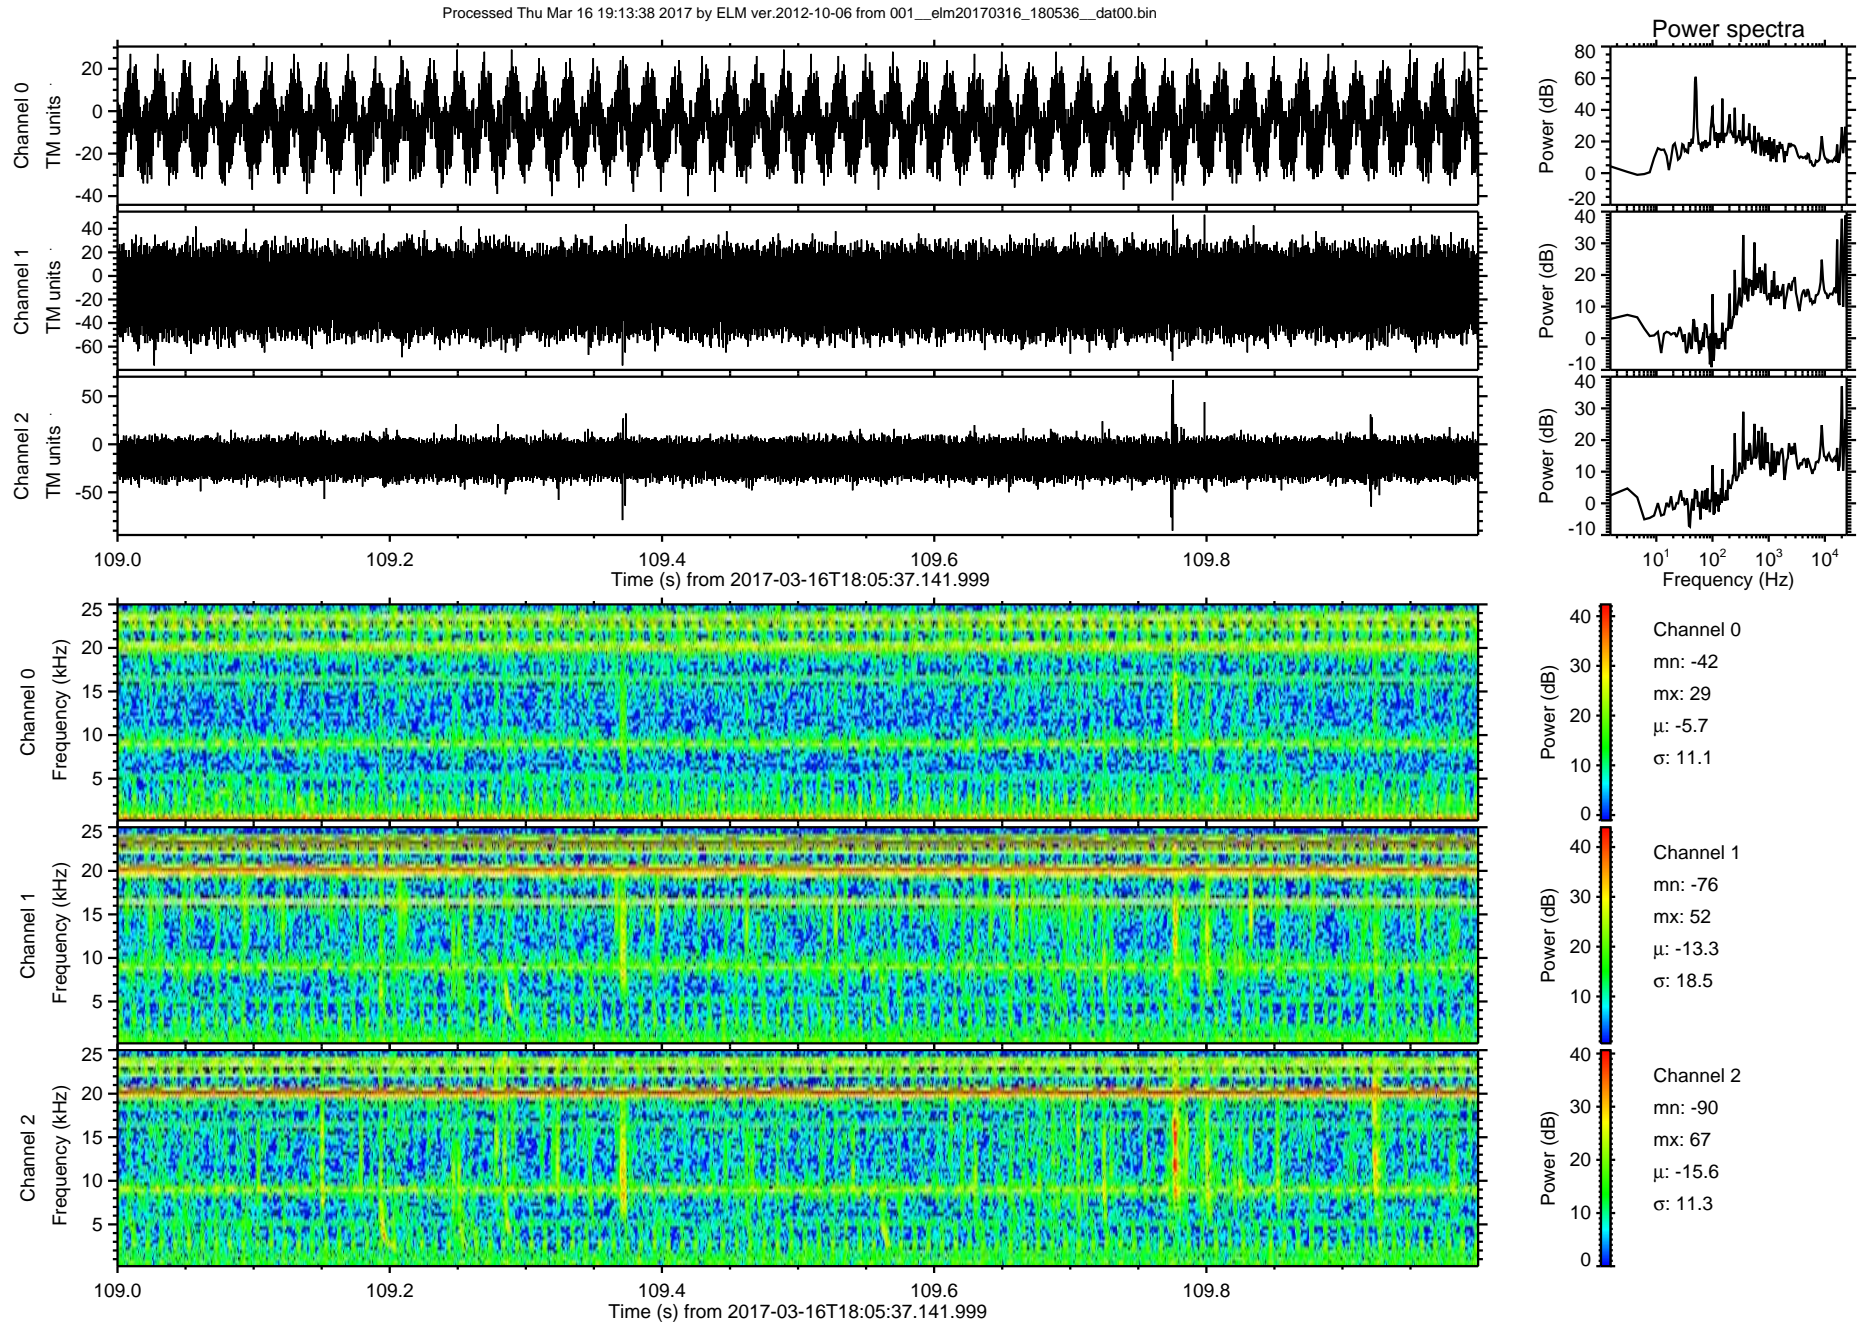 Processed Thu Mar 16 19:13:38 2017 by ELM ver.2012-10-06 from 001__elm20170316_180536__dat00.bin
Power spectra
Channel 0
TM units
20
0
-20
-40
Power (dB)
80
60
40
20
0
-20
Channel 1
TM units
40
20
0
-20
-40
-60
Power (dB)
40
30
20
10
0
-10
Channel 2
TM units
50
0
-50
Power (dB)
40
30
20
10
0
-10
109.0 109.2 109.4 109.6 109.8
Time (s) from 2017-03-16T18:05:37.141.999
10^1 10^2 10^3 10^4
Frequency (Hz)
Channel 0
Frequency (kHz)
25
20
15
10
5
Power (dB)
40
30
20
10
0
Channel 0
mn: -42
mx: 29
μ: -5.7
σ: 11.1
Channel 1
Frequency (kHz)
25
20
15
10
5
Power (dB)
40
30
20
10
Channel 1
mn: -76
mx: 52
μ: -13.3
σ: 18.5
Channel 2
Frequency (kHz)
25
20
15
10
5
Power (dB)
40
30
20
10
0
Channel 2
mn: -90
mx: 67
μ: -15.6
σ: 11.3
109.0 109.2 109.4 109.6 109.8
Time (s) from 2017-03-16T18:05:37.141.999